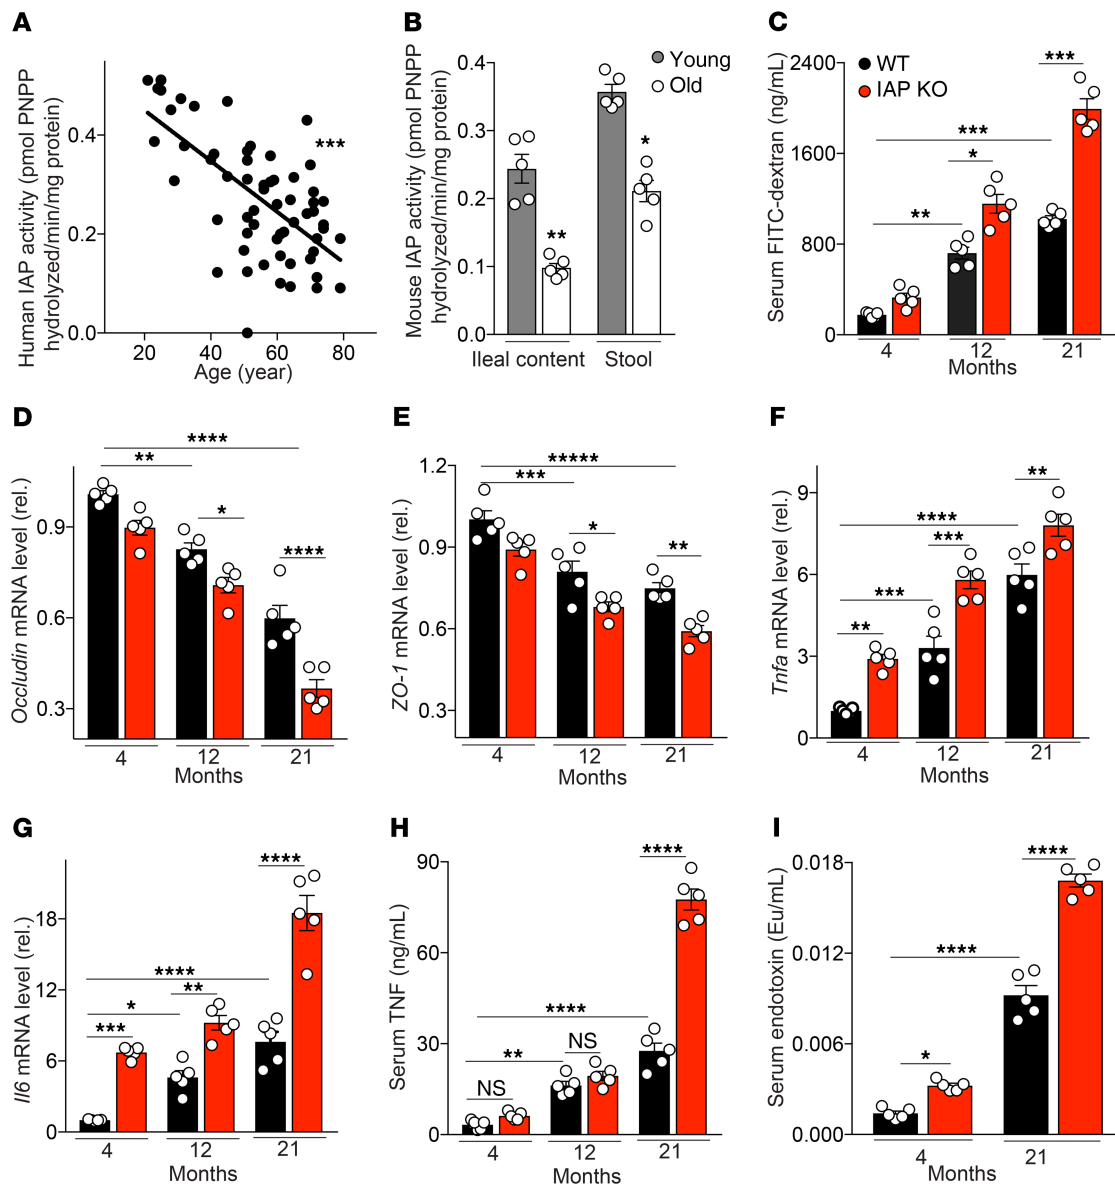 A
Human IAP activity (pmol PNPP
hydrolyzed/min/mg protein)
0.4
0.2
0.0
***
20 40 60 80
Age (year)
B
Mouse IAP activity (pmol PNPP
hydrolyzed/min/mg protein)
Young
Old
0.4
0.3
0.2
0.1
0.0
**
*
Ileal content Stool
C
Serum FITC-dextran (ng/mL)
WT
IAP KO
2400
1600
800
0
***
***
*
**
4 12 21
Months
D
Occludin mRNA level (rel.)
0.9
0.6
0.3
****
**
*
****
4 12 21
Months
E
ZO-1 mRNA level (rel.)
1.2
0.9
0.6
0.3
*****
***
*
**
4 12 21
Months
F
Tnfa mRNA level (rel.)
9
6
3
0
**
****
***
***
**
4 12 21
Months
G
Il6 mRNA level (rel.)
18
12
6
0
****
****
**
*
***
4 12 21
Months
H
Serum TNF (ng/mL)
90
60
30
0
****
****
NS
**
NS
4 12 21
Months
I
Serum endotoxin (Eu/mL)
0.018
0.012
0.006
0.000
****
****
*
4 21
Months